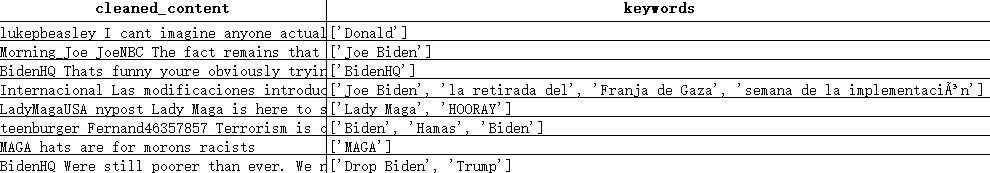 cleaned_content keywords
lukepbeasley I cant imagine anyone actual ['Donald']
Morning_Joe JoeNBC The fact remains that ['Joe Biden']
BidenHQ Thats funny youre obviously tryin ['BidenHQ']
Internacional Las modificaciones introduc ['Joe Biden', 'la retirada del', 'Franja de Gaza', 'semana de la implementaciÃ³n']
LadyMagaUSA nypost Lady Maga is here to s ['Lady Maga', 'HOORAY']
teenburger Fernand46357857 Terrorism is c ['Biden', 'Hamas', 'Biden']
MAGA hats are for morons racists ['MAGA']
BidenHQ Were still poorer than ever. We n ['Drop Biden', 'Trump']